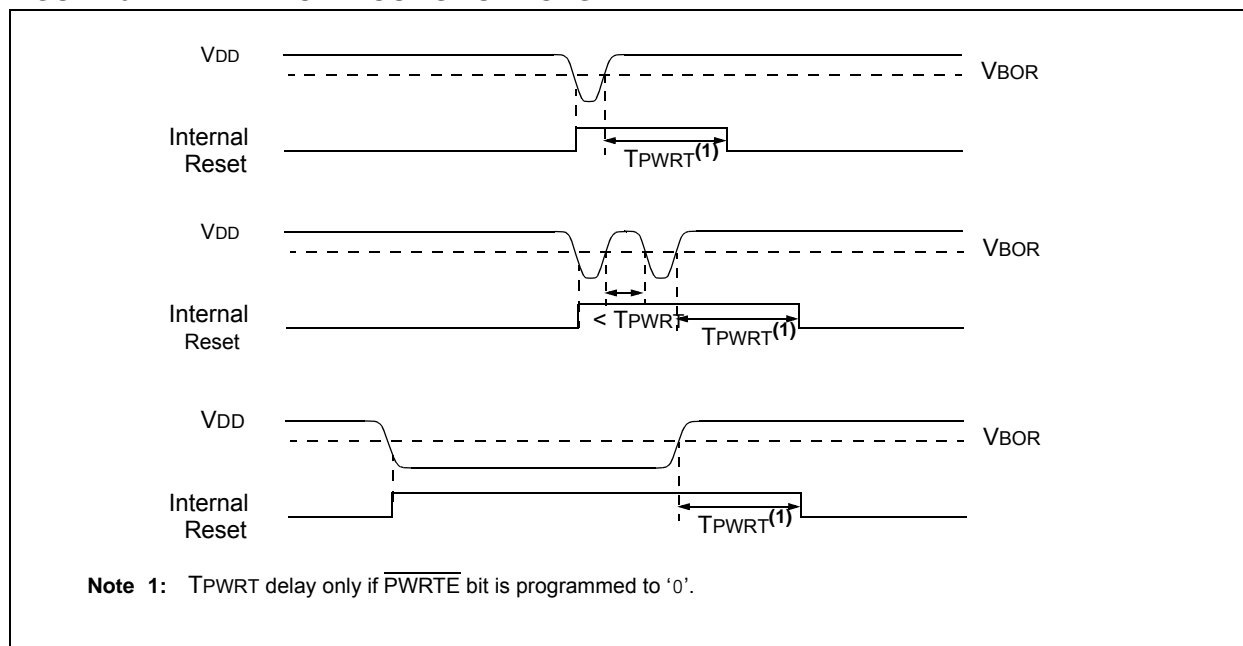 VDD
VBOR
Internal
Reset
TPWRT(1)
VDD
VBOR
Internal
Reset
< TPWRT
TPWRT(1)
VDD
VBOR
Internal
Reset
TPWRT(1)
Note 1: TPWRT delay only if PWRTE bit is programmed to ‘0’.